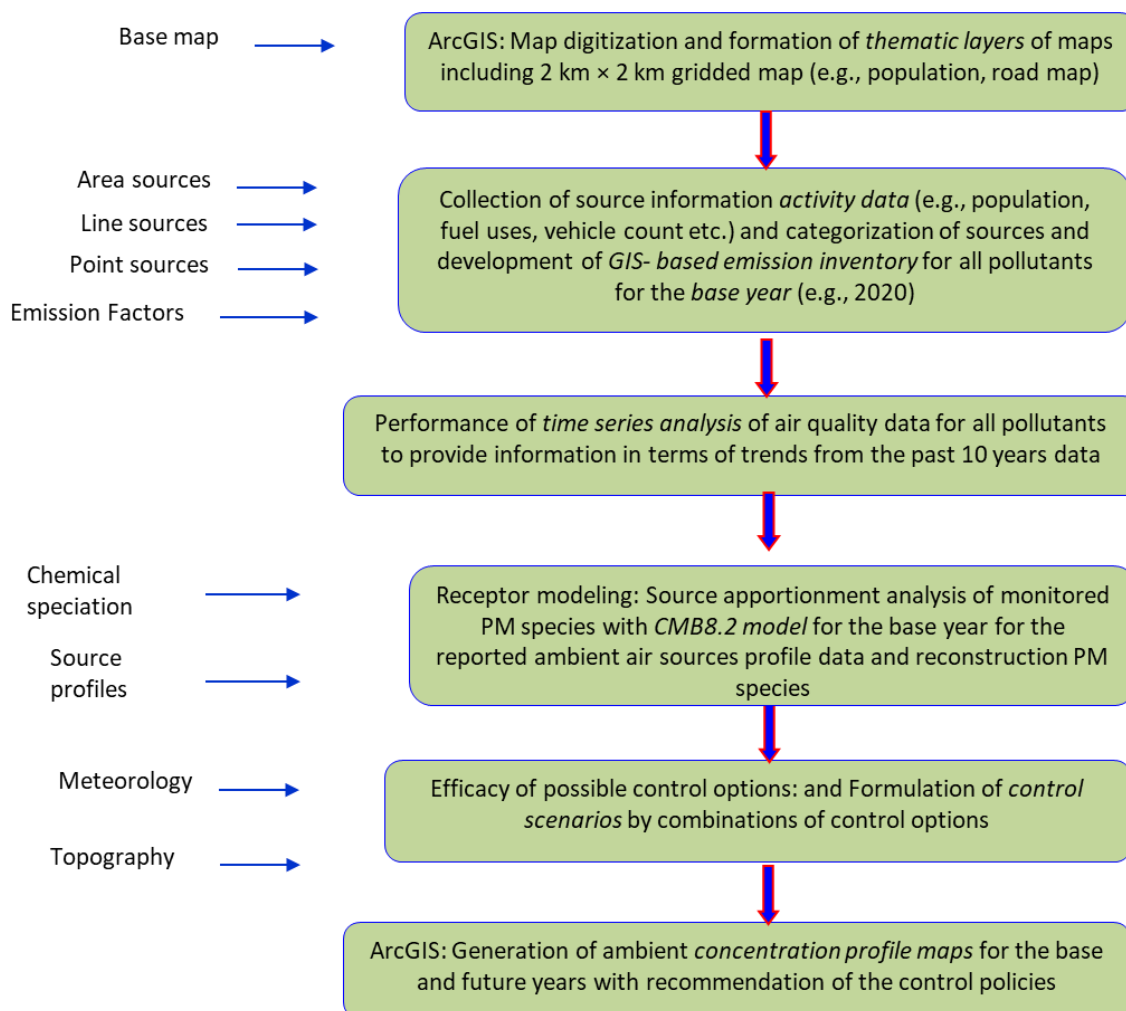 Base map
ArcGIS: Map digitization and formation of thematic layers of maps
including 2 km × 2 km gridded map (e.g., population, road map)
Area sources
Line sources
Point sources
Emission Factors
Collection of source information activity data (e.g., population,
fuel uses, vehicle count etc.) and categorization of sources and
development of GIS- based emission inventory for all pollutants
for the base year (e.g., 2020)
Performance of time series analysis of air quality data for all pollutants
to provide information in terms of trends from the past 10 years data
Chemical
speciation
Source
profiles
Receptor modeling: Source apportionment analysis of monitored
PM species with CMB8.2 model for the base year for the
reported ambient air sources profile data and reconstruction PM
species
Meteorology
Topography
Efficacy of possible control options: and Formulation of control
scenarios by combinations of control options
ArcGIS: Generation of ambient concentration profile maps for the base
and future years with recommendation of the control policies